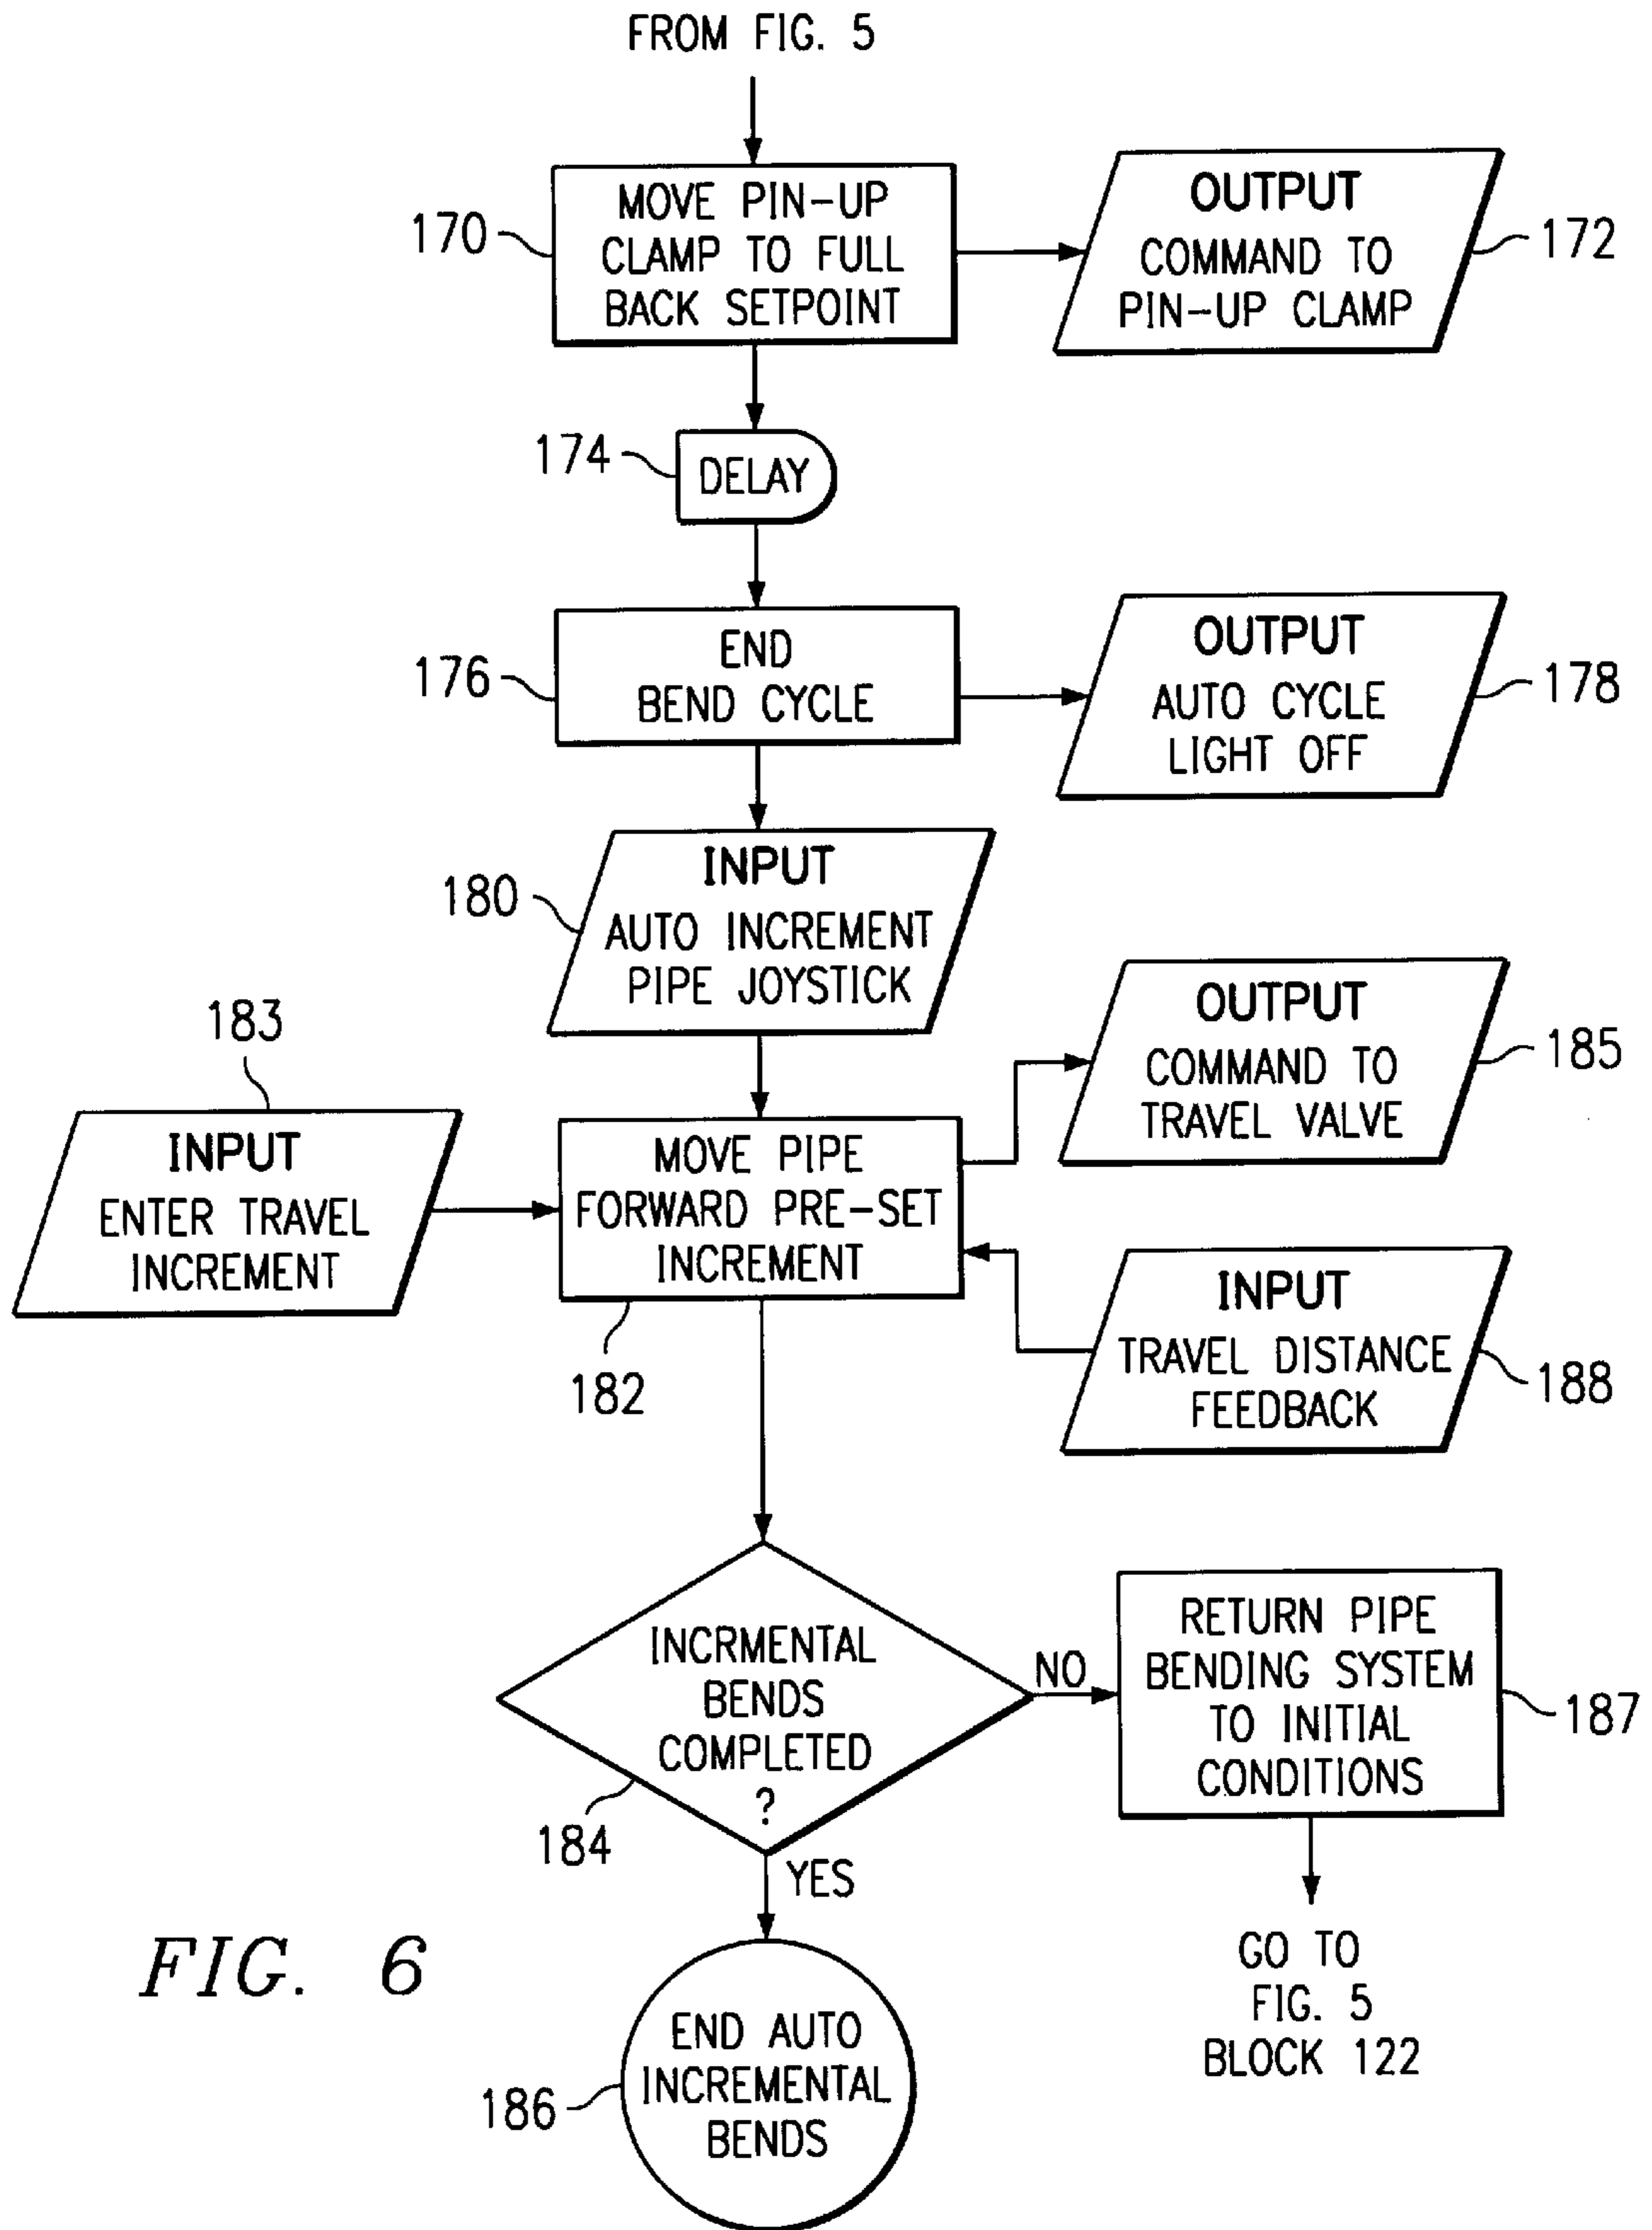 FROM FIG. 5
170
MOVE PIN-UP
CLAMP TO FULL
BACK SETPOINT
OUTPUT
COMMAND TO
PIN-UP CLAMP
172
174
DELAY
176
END
BEND CYCLE
OUTPUT
AUTO CYCLE
LIGHT OFF
178
180
INPUT
AUTO INCREMENT
PIPE JOYSTICK
183
INPUT
ENTER TRAVEL
INCREMENT
MOVE PIPE
FORWARD PRE-SET
INCREMENT
182
OUTPUT
COMMAND TO
TRAVEL VALVE
185
INPUT
TRAVEL DISTANCE
FEEDBACK
188
INCRMENTAL
BENDS
COMPLETED
?
184
NO
RETURN PIPE
BENDING SYSTEM
TO INITIAL
CONDITIONS
187
YES
GO TO
FIG. 5
BLOCK 122
186
END AUTO
INCREMENTAL
BENDS
FIG. 6